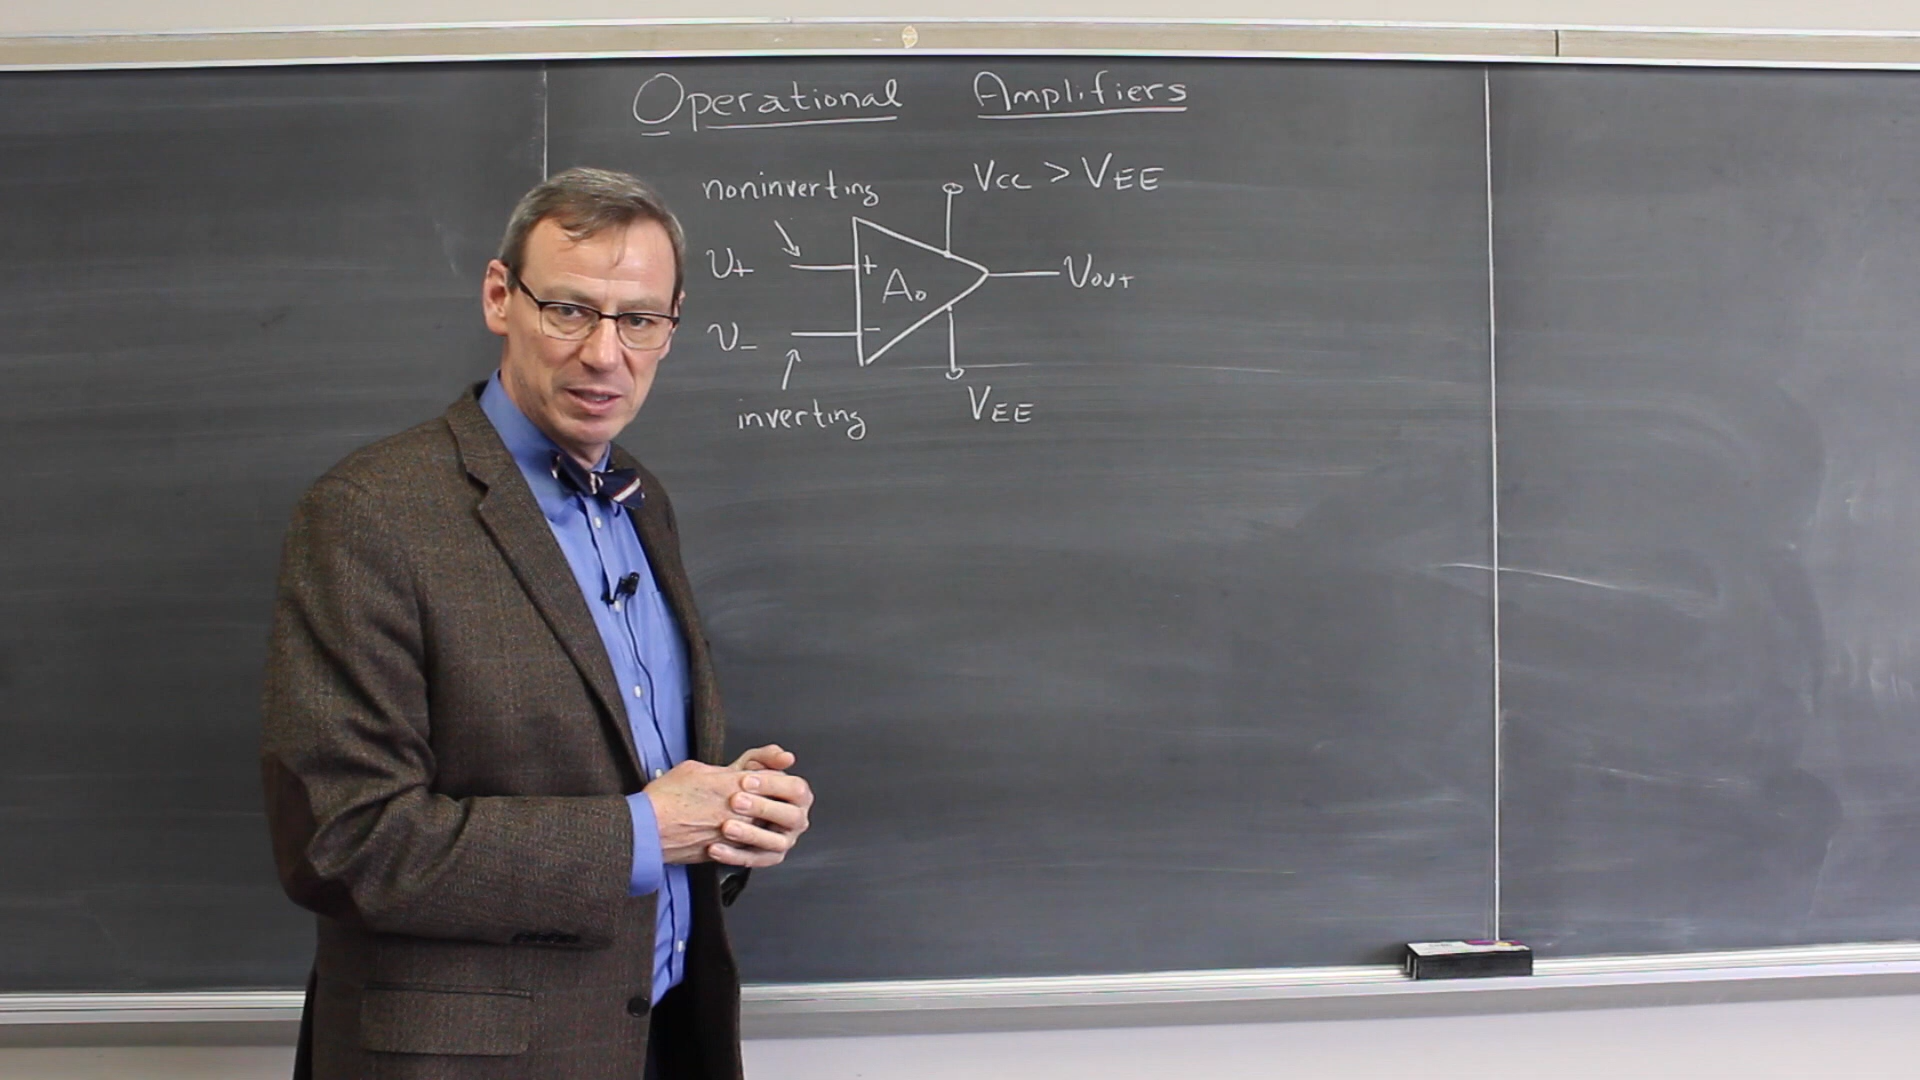 Operational Amplifiers
noninverting
Vcc > VEE
v+
+
A₀
Vout
v-
-
inverting
VEE